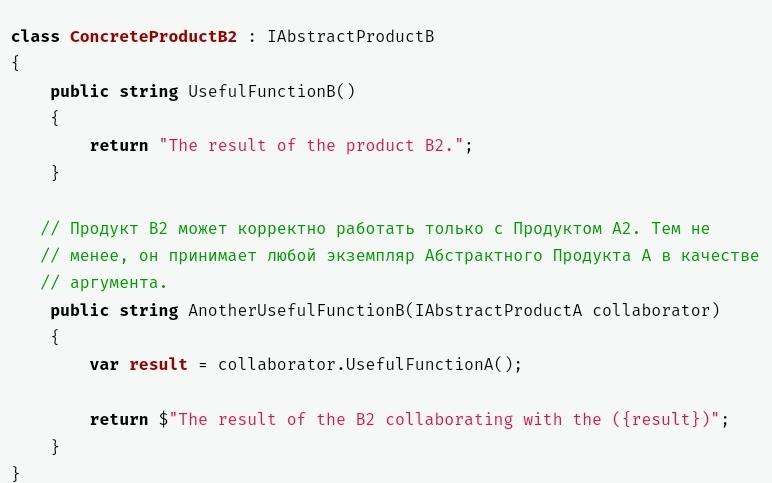 class ConcreteProductB2 : IAbstractProductB
{
    public string UsefulFunctionB()
    {
        return "The result of the product B2.";
    }

   // Продукт B2 может корректно работать только с Продуктом A2. Тем не
   // менее, он принимает любой экземпляр Абстрактного Продукта А в качестве
   // аргумента.
    public string AnotherUsefulFunctionB(IAbstractProductA collaborator)
    {
        var result = collaborator.UsefulFunctionA();

        return $"The result of the B2 collaborating with the ({result})";
    }
}